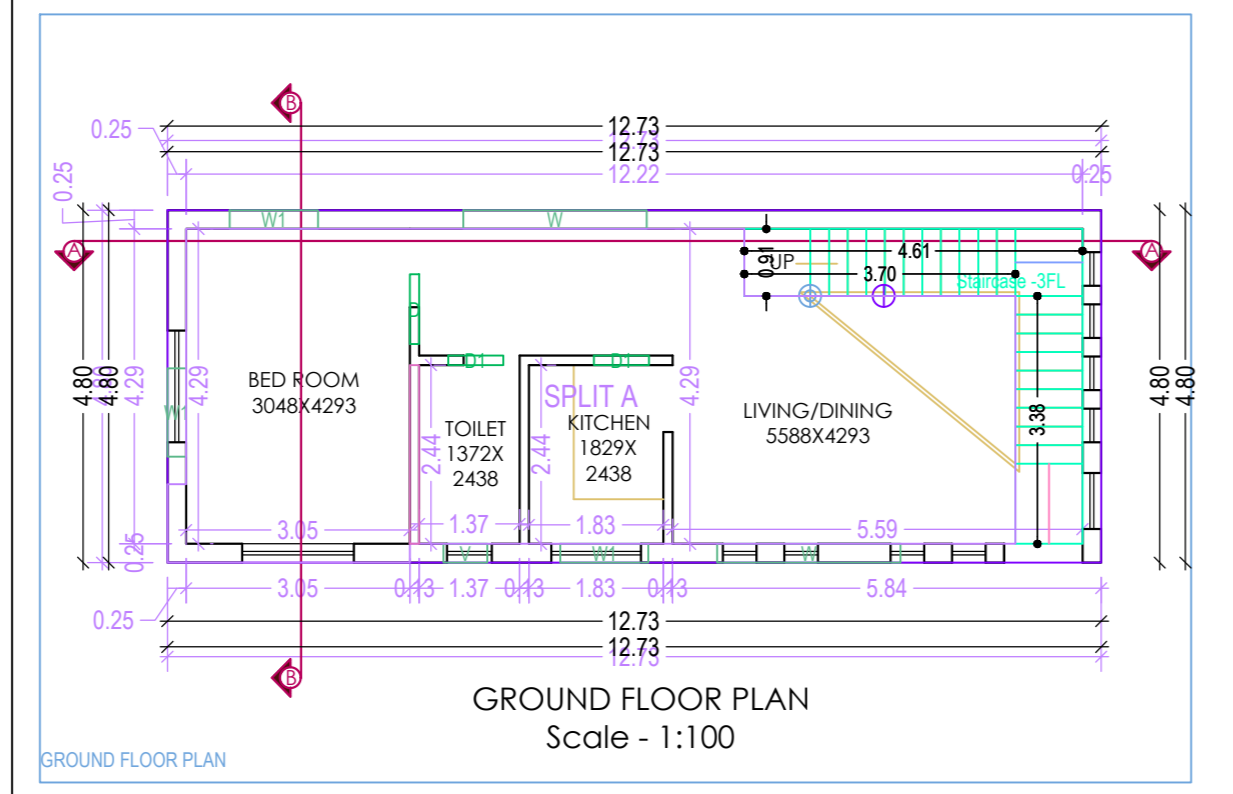 B
0.25
12.73
12.73
12.73
12.22
0.25
0.25
W1
W
A
A
0.91
UP
4.61
3.70
Staircase -3FL
D
D1
D1
4.80
4.80
4.29
4.29
BED ROOM
3048X4293
W1
SPLIT A
TOILET
1372X
2438
2.44
KITCHEN
1829X
2438
2.44
4.29
LIVING/DINING
5588X4293
3.38
4.80
4.80
3.05
1.37
1.83
5.59
0.25
V
W1
W
3.05
0.13
1.37
0.13
1.83
0.13
5.84
0.25
12.73
12.73
12.73
B
GROUND FLOOR PLAN
Scale - 1:100
GROUND FLOOR PLAN